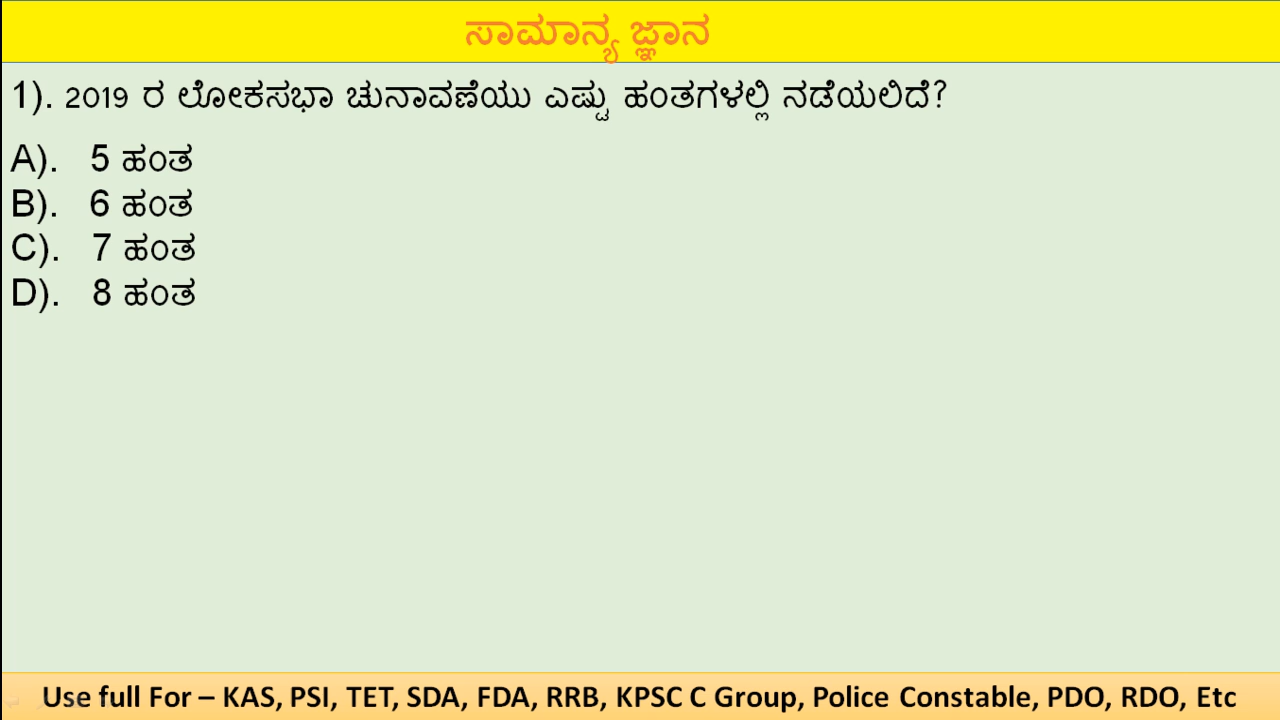 ಸಾಮಾನ್ಯ ಜ್ಞಾನ
1). 2019 ರ ಲೋಕಸಭಾ ಚುನಾವಣೆಯು ಎಷ್ಟು ಹಂತಗಳಲ್ಲಿ ನಡೆಯಲಿದೆ?
A). 5 ಹಂತ
B). 6 ಹಂತ
C). 7 ಹಂತ
D). 8 ಹಂತ
Use full For – KAS, PSI, TET, SDA, FDA, RRB, KPSC C Group, Police Constable, PDO, RDO, Etc